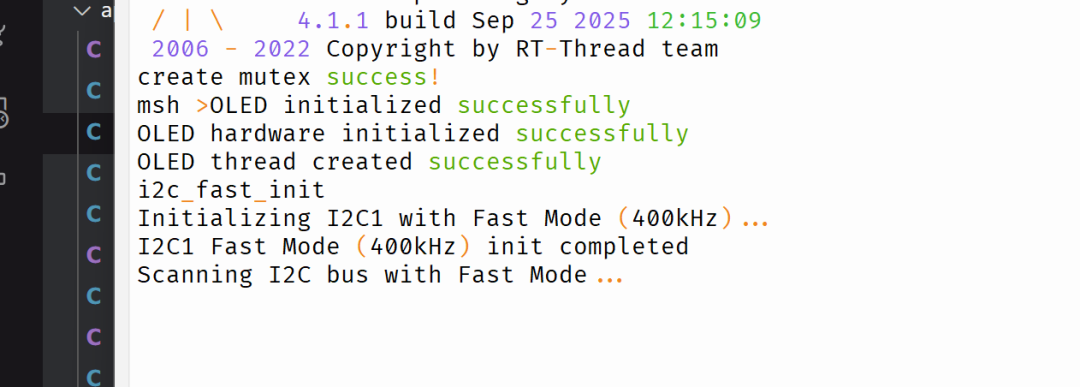 / | \ 4.1.1 build Sep 25 2025 12:15:09
2006 - 2022 Copyright by RT-Thread team
create mutex success!
msh >OLED initialized successfully
OLED hardware initialized successfully
OLED thread created successfully
i2c_fast_init
Initializing I2C1 with Fast Mode (400kHz)...
I2C1 Fast Mode (400kHz) init completed
Scanning I2C bus with Fast Mode...
C
C
C
C
C
C
C
C
C